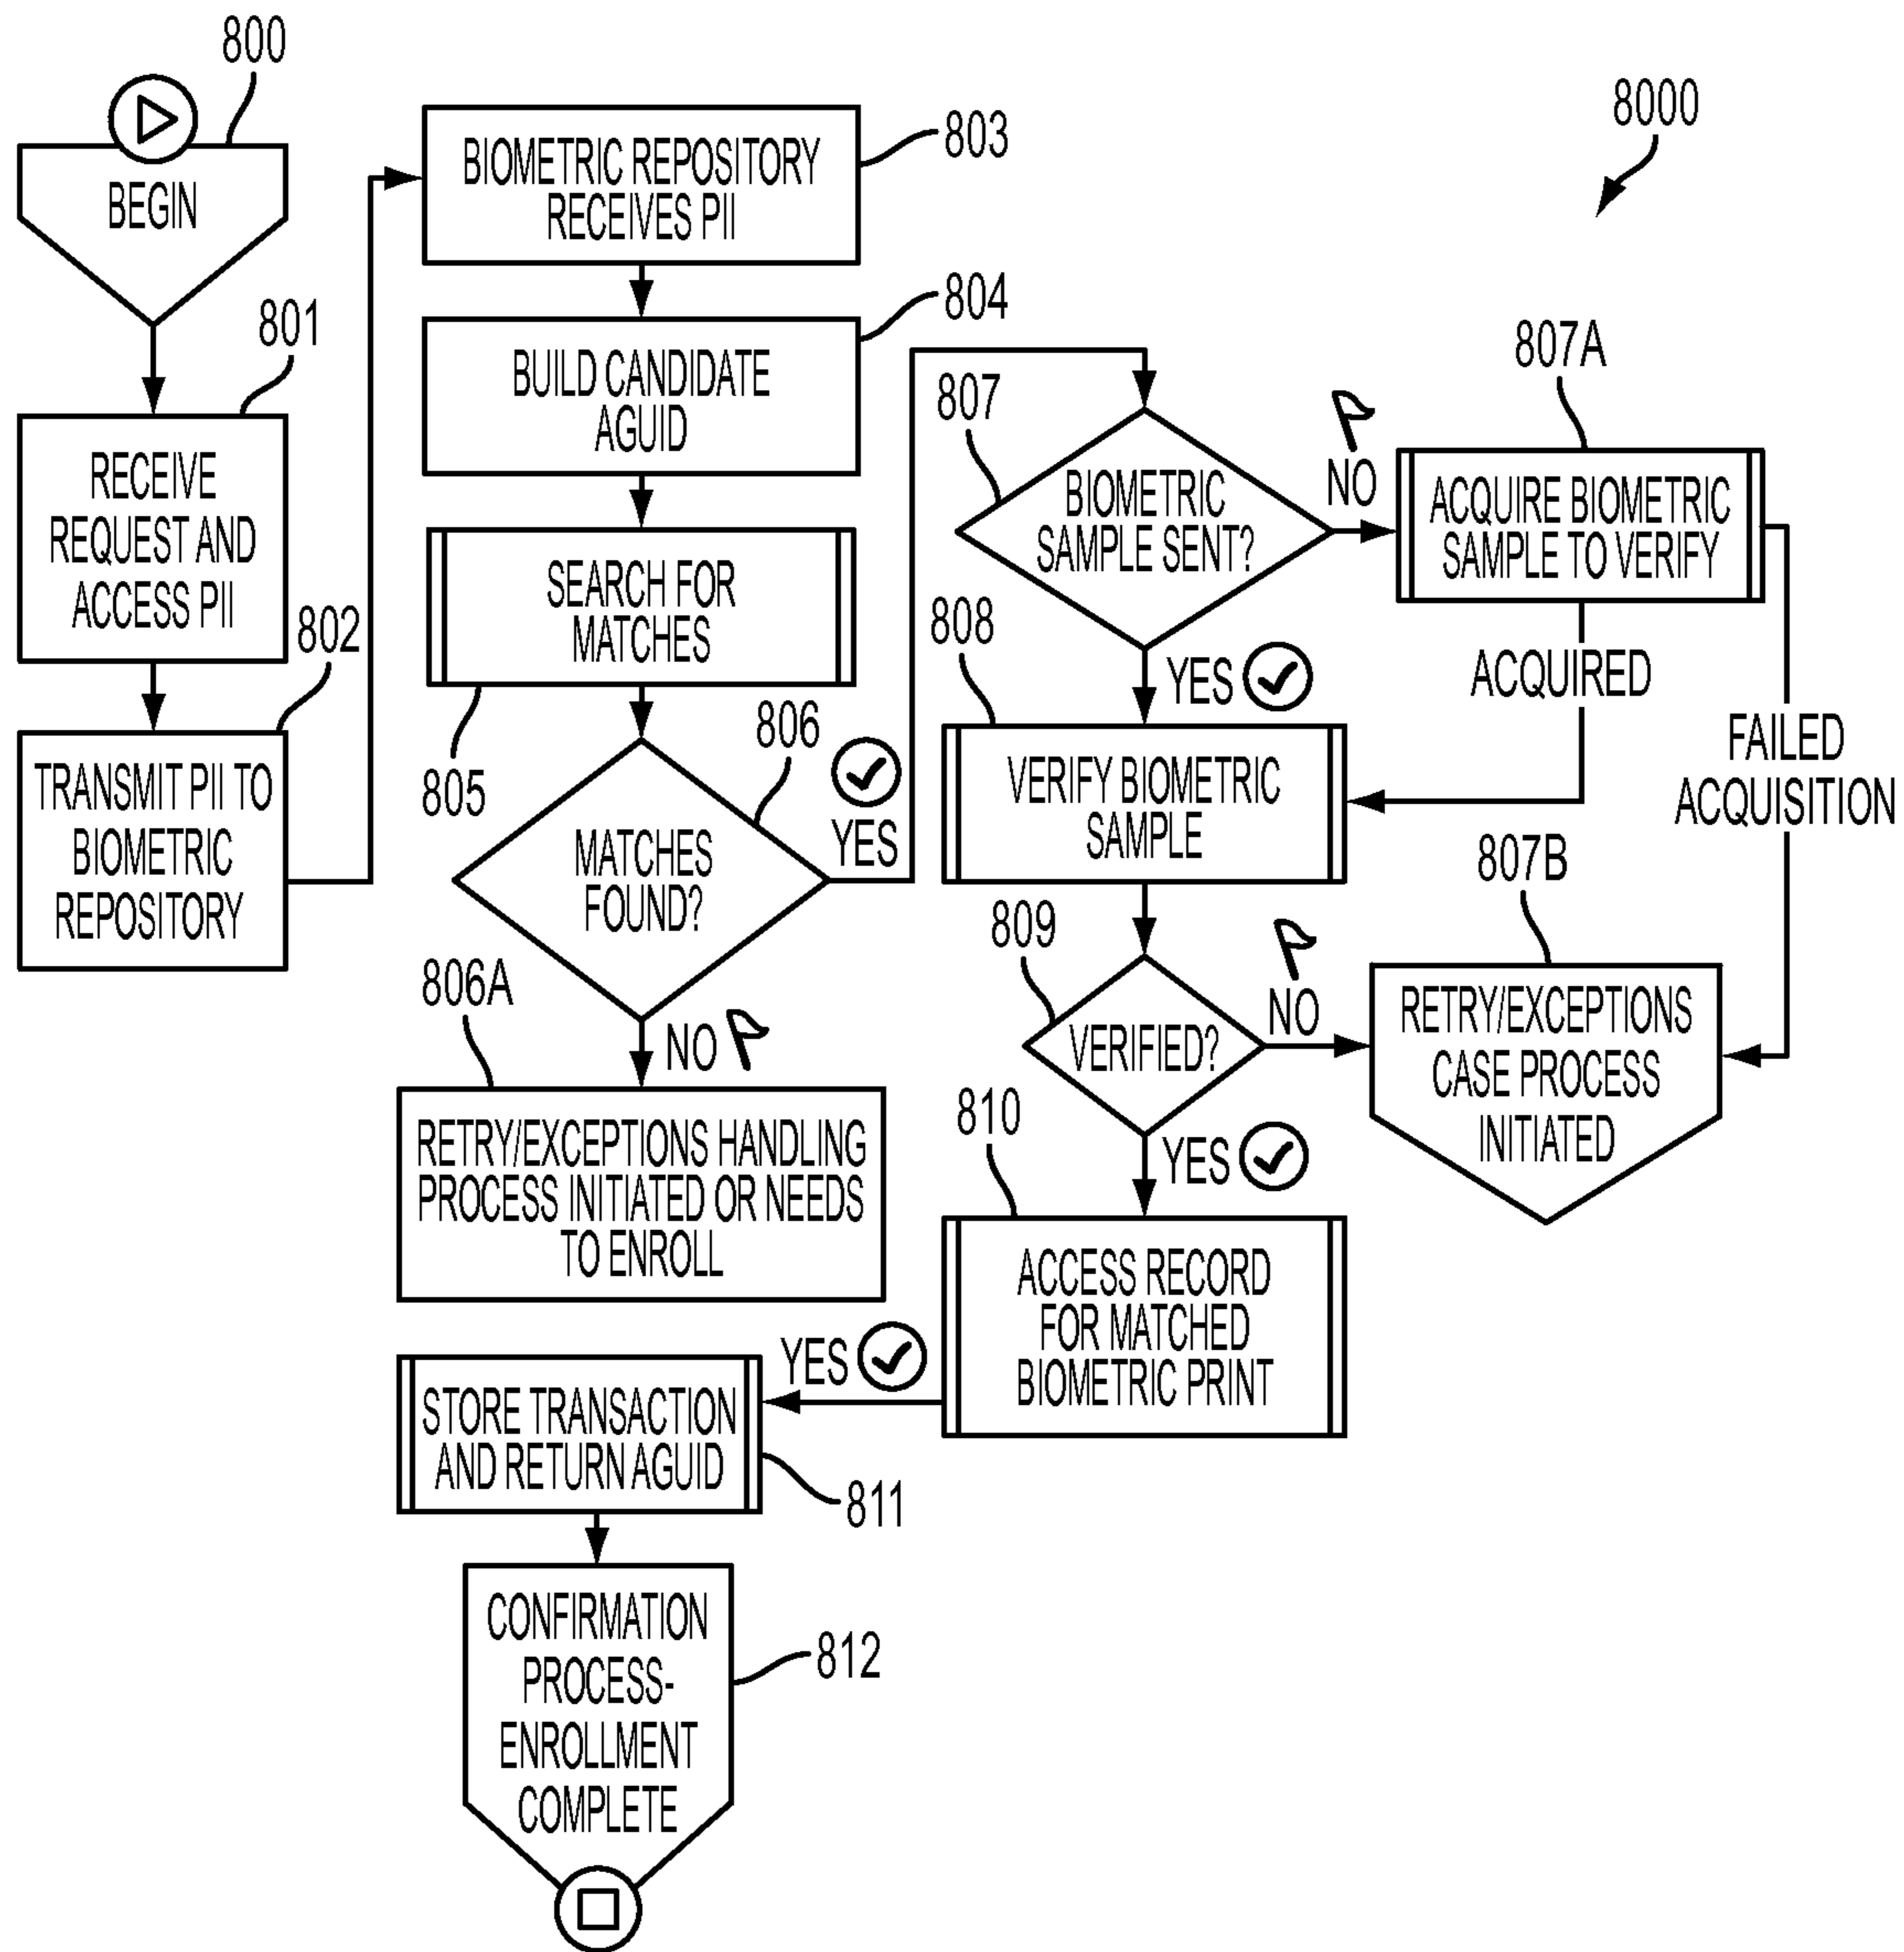 800
BEGIN
801
RECEIVE
REQUEST AND
ACCESS PII
802
TRANSMIT PII TO
BIOMETRIC
REPOSITORY
803
BIOMETRIC REPOSITORY
RECEIVES PII
804
BUILD CANDIDATE
AGUID
SEARCH FOR
MATCHES
805
806
YES
MATCHES
FOUND?
806A
NO
RETRY/EXCEPTIONS HANDLING
PROCESS INITIATED OR NEEDS
TO ENROLL
8000
807
BIOMETRIC
SAMPLE SENT?
NO
807A
ACQUIRE BIOMETRIC
SAMPLE TO VERIFY
YES
ACQUIRED
FAILED
ACQUISITION
808
VERIFY BIOMETRIC
SAMPLE
809
VERIFIED?
NO
807B
RETRY/EXCEPTIONS
CASE PROCESS
INITIATED
YES
810
ACCESS RECORD
FOR MATCHED
BIOMETRIC PRINT
YES
STORE TRANSACTION
AND RETURN AGUID
811
CONFIRMATION
PROCESS-
ENROLLMENT
COMPLETE
812